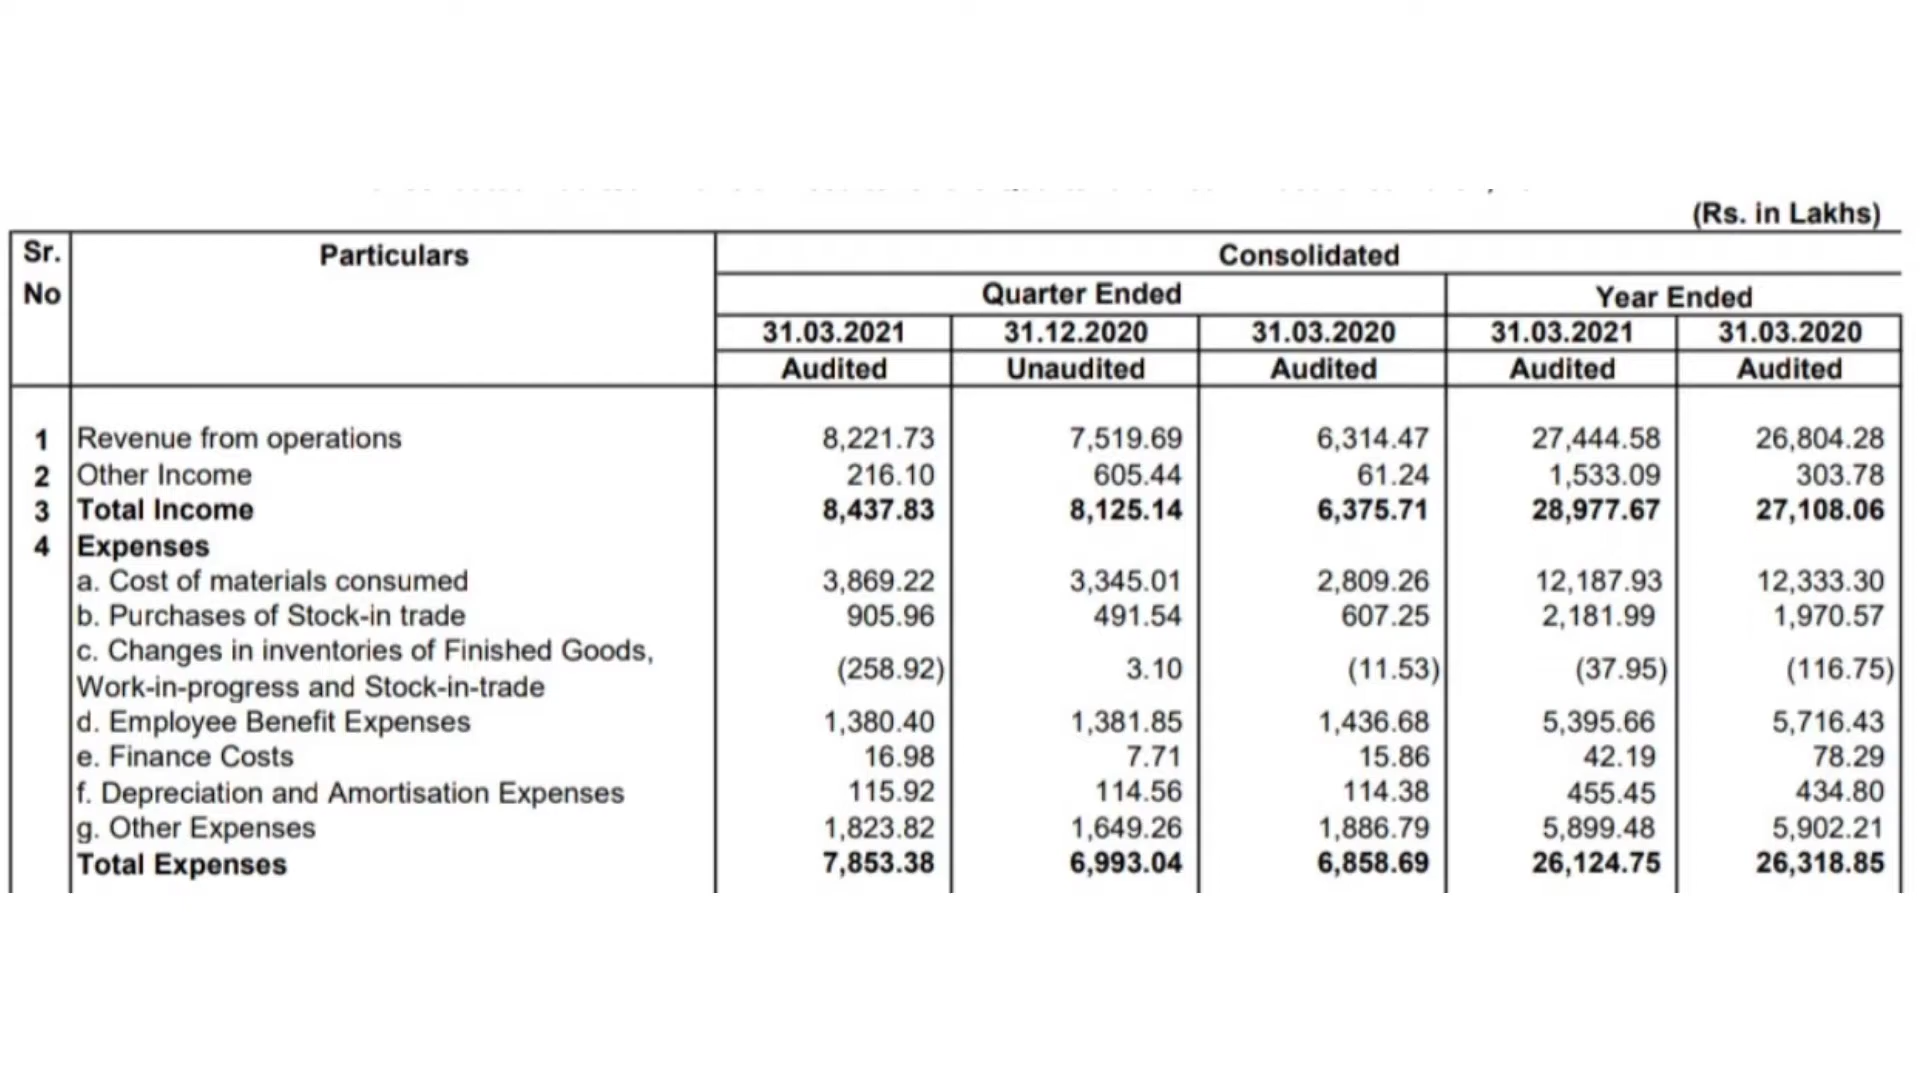 (Rs. in Lakhs)
Sr. No Particulars Consolidated
Quarter Ended Year Ended
31.03.2021 31.12.2020 31.03.2020 31.03.2021 31.03.2020
Audited Unaudited Audited Audited Audited
1 Revenue from operations 8,221.73 7,519.69 6,314.47 27,444.58 26,804.28
2 Other Income 216.10 605.44 61.24 1,533.09 303.78
3 Total Income 8,437.83 8,125.14 6,375.71 28,977.67 27,108.06
4 Expenses
a. Cost of materials consumed 3,869.22 3,345.01 2,809.26 12,187.93 12,333.30
b. Purchases of Stock-in trade 905.96 491.54 607.25 2,181.99 1,970.57
c. Changes in inventories of Finished Goods,
Work-in-progress and Stock-in-trade (258.92) 3.10 (11.53) (37.95) (116.75)
d. Employee Benefit Expenses 1,380.40 1,381.85 1,436.68 5,395.66 5,716.43
e. Finance Costs 16.98 7.71 15.86 42.19 78.29
f. Depreciation and Amortisation Expenses 115.92 114.56 114.38 455.45 434.80
g. Other Expenses 1,823.82 1,649.26 1,886.79 5,899.48 5,902.21
Total Expenses 7,853.38 6,993.04 6,858.69 26,124.75 26,318.85